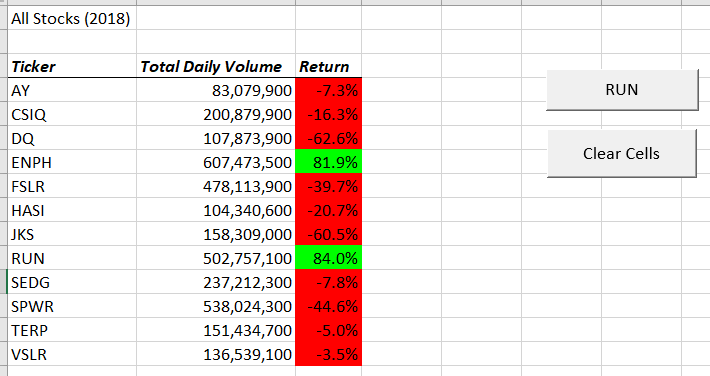 All Stocks (2018)
Ticker Total Daily Volume Return
AY 83,079,900 -7.3%
CSIQ 200,879,900 -16.3%
DQ 107,873,900 -62.6%
ENPH 607,473,500 81.9%
FSLR 478,113,900 -39.7%
HASI 104,340,600 -20.7%
JKS 158,309,000 -60.5%
RUN 502,757,100 84.0%
SEDG 237,212,300 -7.8%
SPWR 538,024,300 -44.6%
TERP 151,434,700 -5.0%
VSLR 136,539,100 -3.5%
RUN
Clear Cells